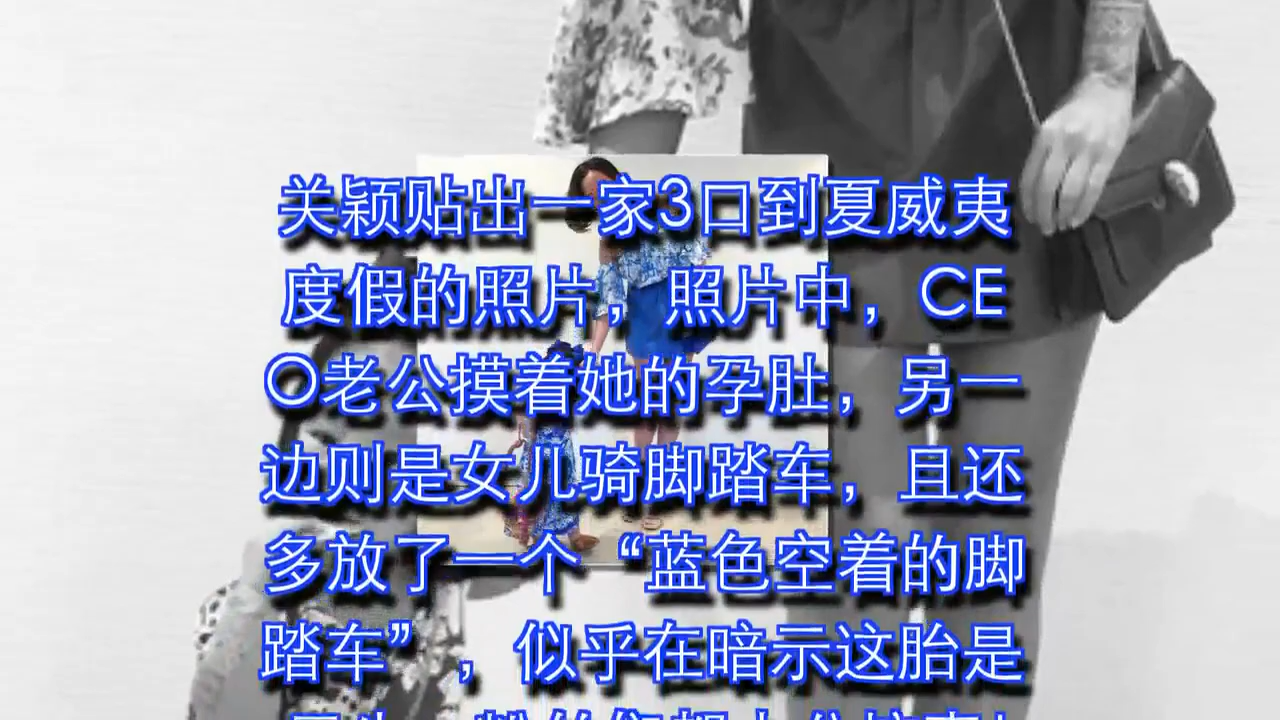 关颖贴出一家3口到夏威夷
度假的照片，照片中，CE
O老公摸着她的孕肚，另一
边则是女儿骑脚踏车，且还
多放了一个“蓝色空着的脚
踏车”，似乎在暗示这胎是